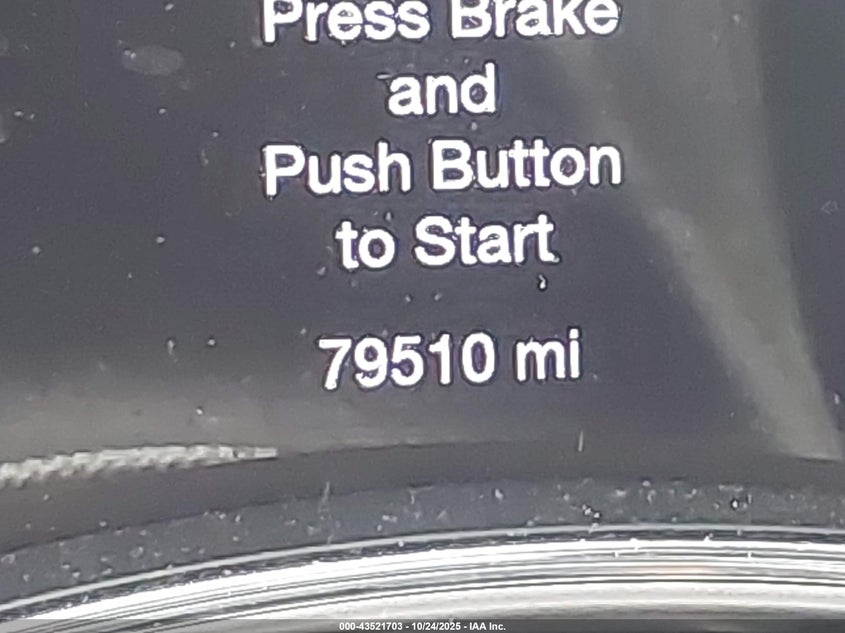 Press Brake
and
Push Button
to Start
79510 mi
000-43521703 - 10/24/2025 - IAA Inc.